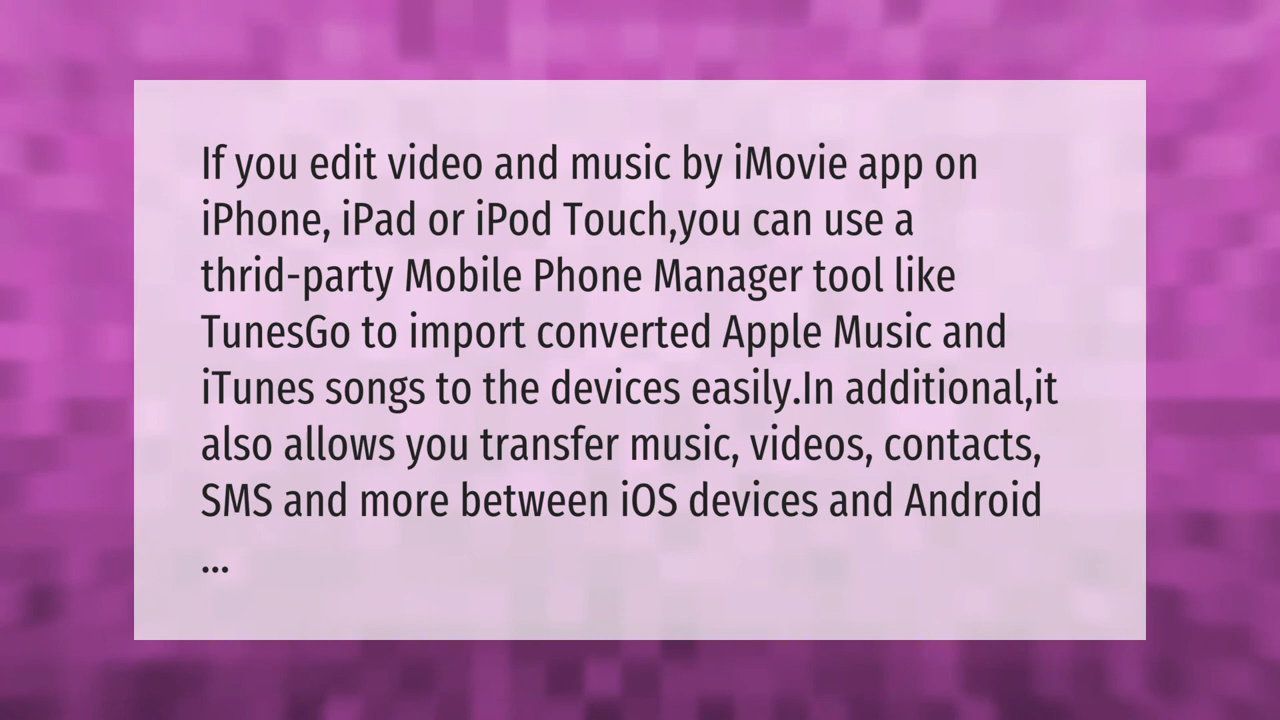 If you edit video and music by iMovie app on
iPhone, iPad or iPod Touch,you can use a
thrid-party Mobile Phone Manager tool like
TunesGo to import converted Apple Music and
iTunes songs to the devices easily.In additional,it
also allows you transfer music, videos, contacts,
SMS and more between iOS devices and Android
...